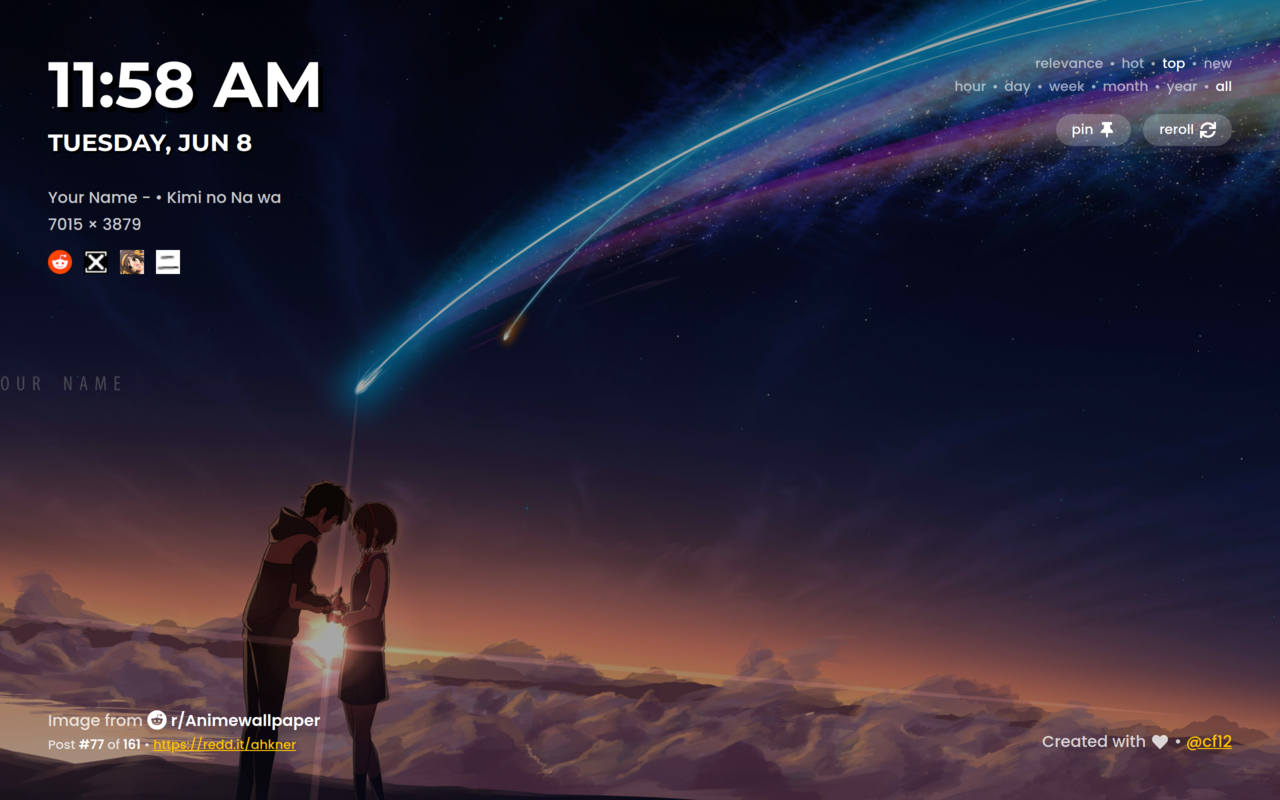 11:58 AM
TUESDAY, JUN 8
Your Name - • Kimi no Na wa
7015 × 3879
relevance • hot • top • new
hour • day • week • month • year • all
pin
reroll
OUR NAME
Image from r/Animewallpaper
Post #77 of 161 • https://redd.it/ahkner
Created with • @cf12